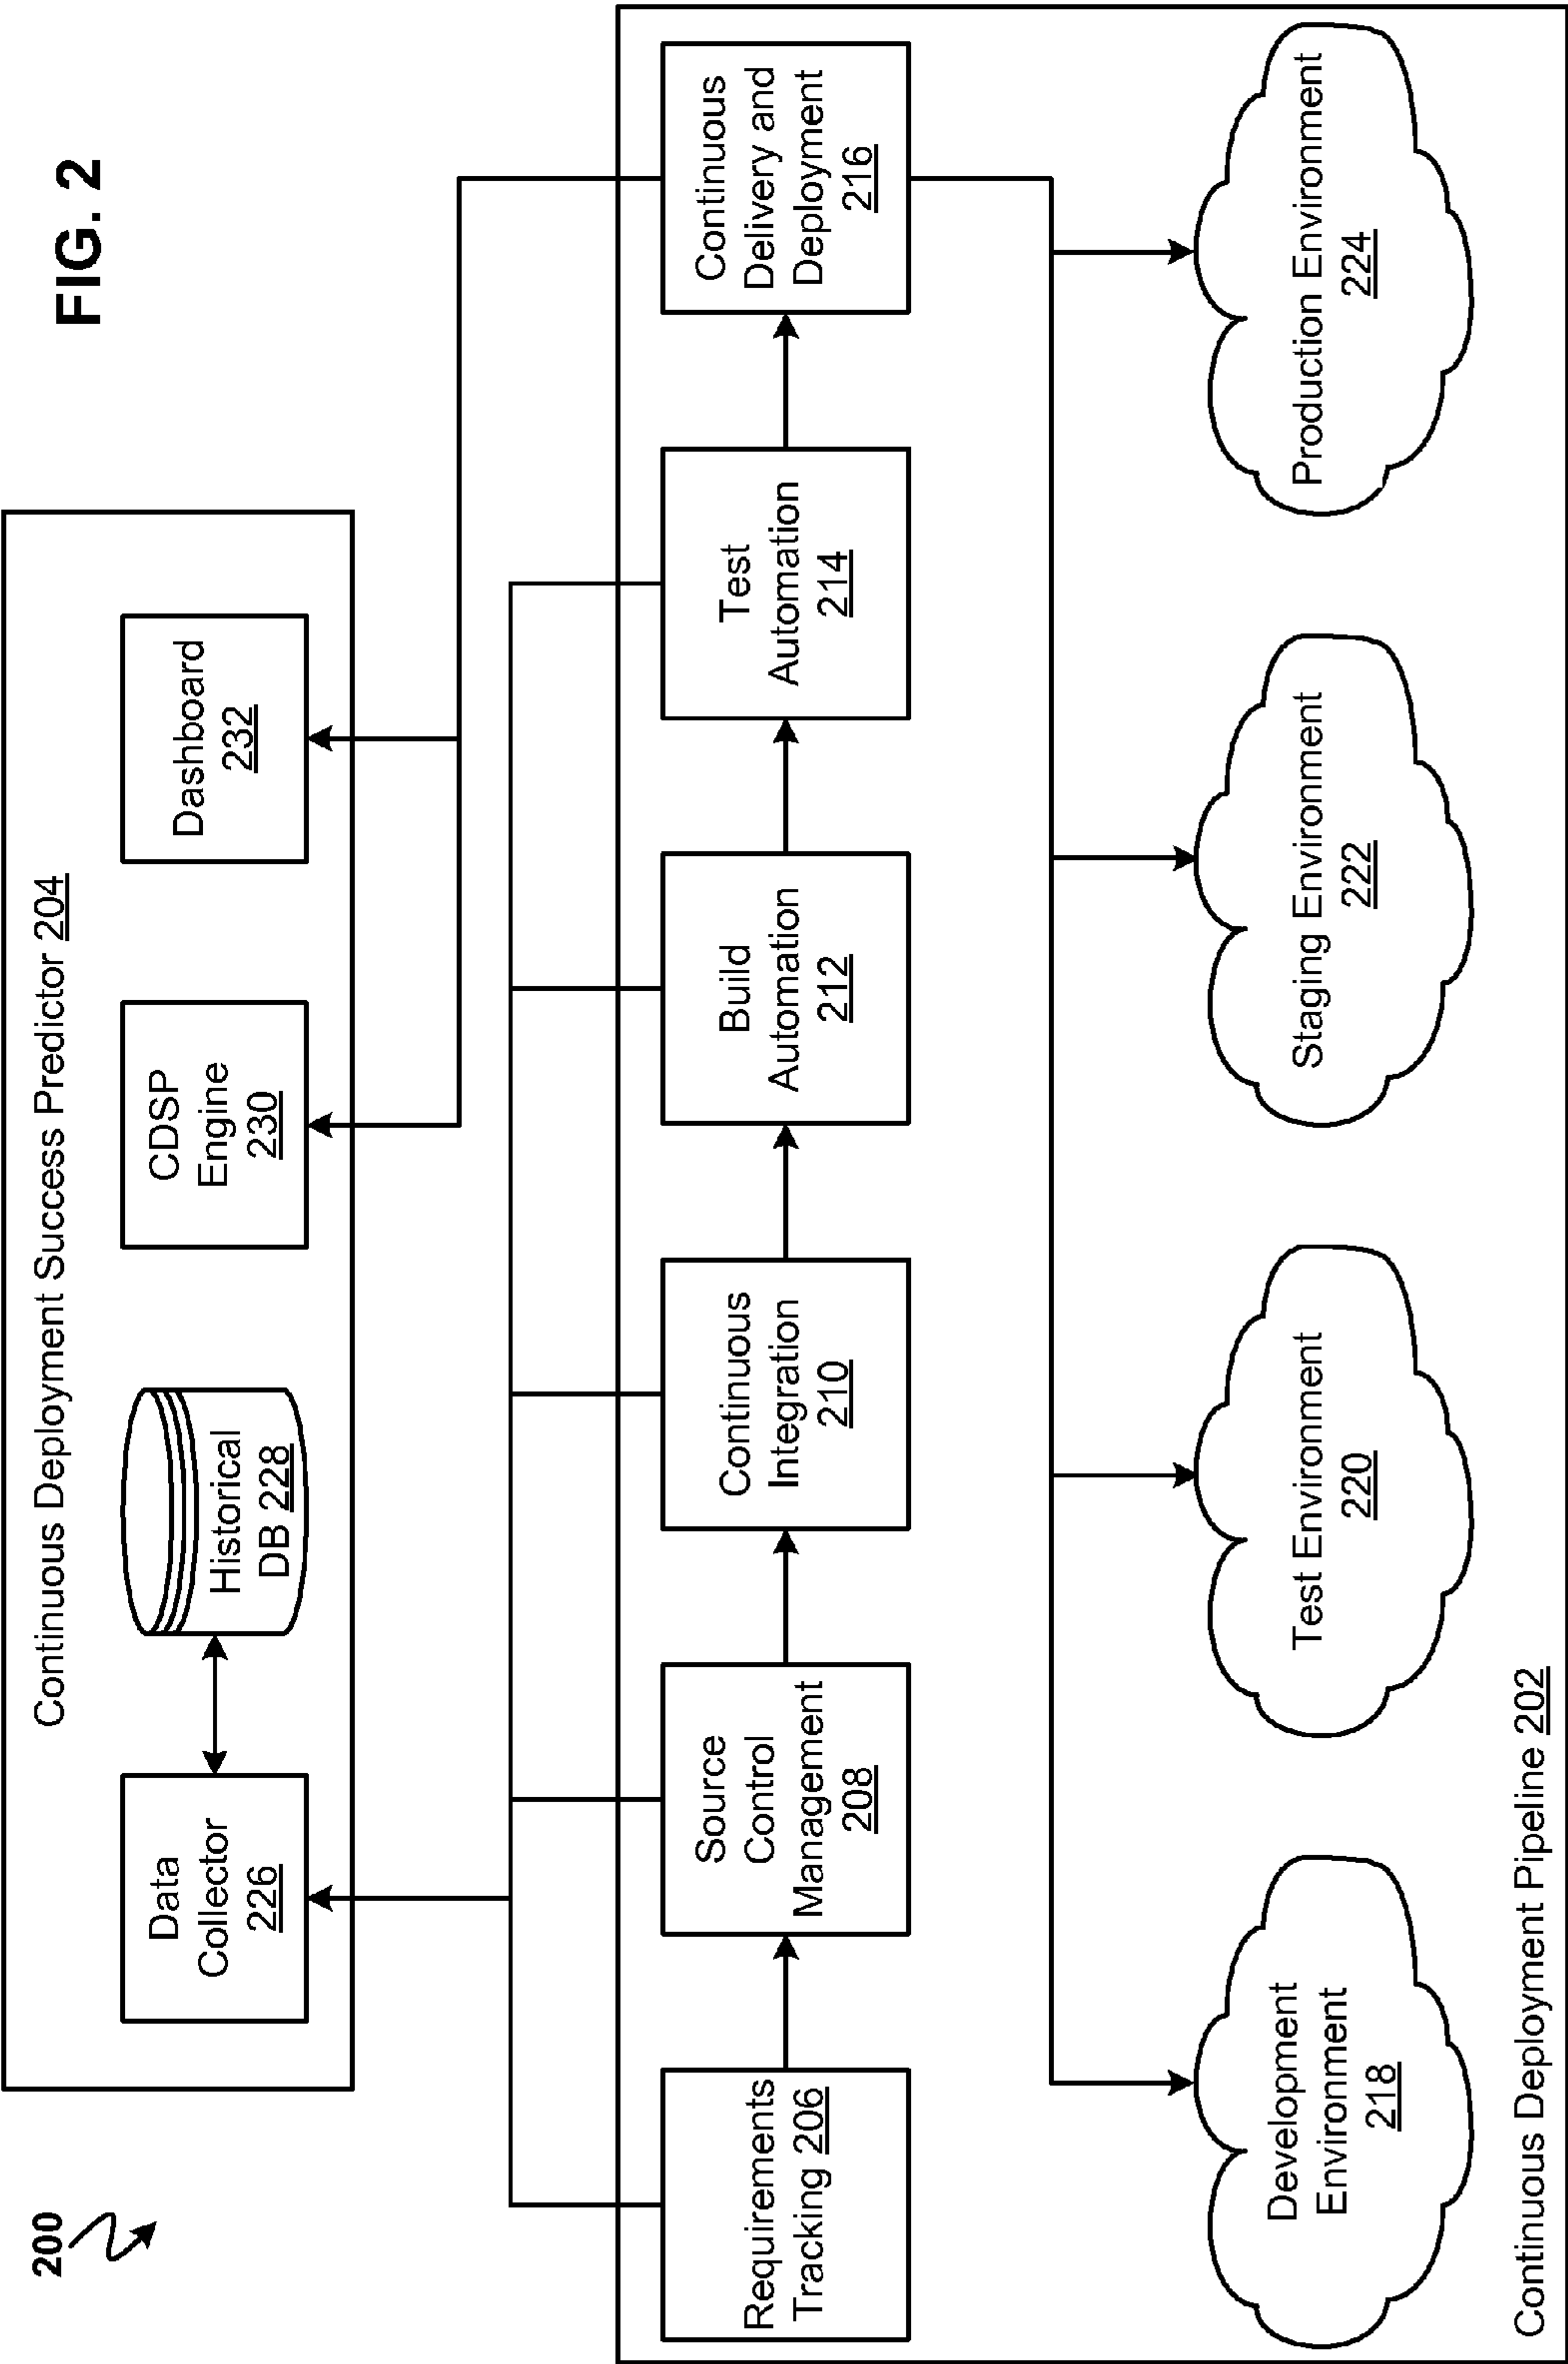 FIG. 2
200
Continuous Deployment Success Predictor 204
Data
Collector
226
Historical
DB 228
CDSP
Engine
230
Dashboard
232
Requirements
Tracking 206
Source
Control
Management
208
Continuous
Integration
210
Build
Automation
212
Test
Automation
214
Continuous
Delivery and
Deployment
216
Development
Environment
218
Test Environment
220
Staging Environment
222
Production Environment
224
Continuous Deployment Pipeline 202